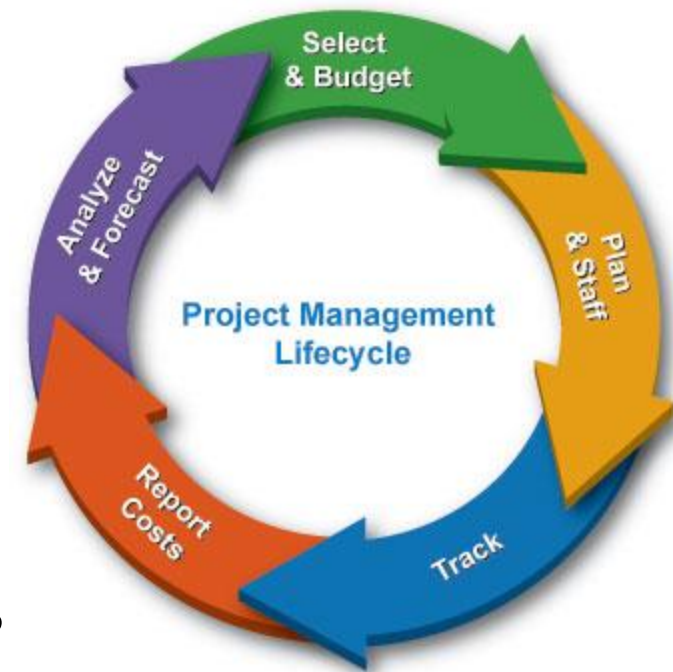 Select
& Budget
Plan
& Staff
Track
Report
Costs
Analyze
& Forecast
Project Management
Lifecycle